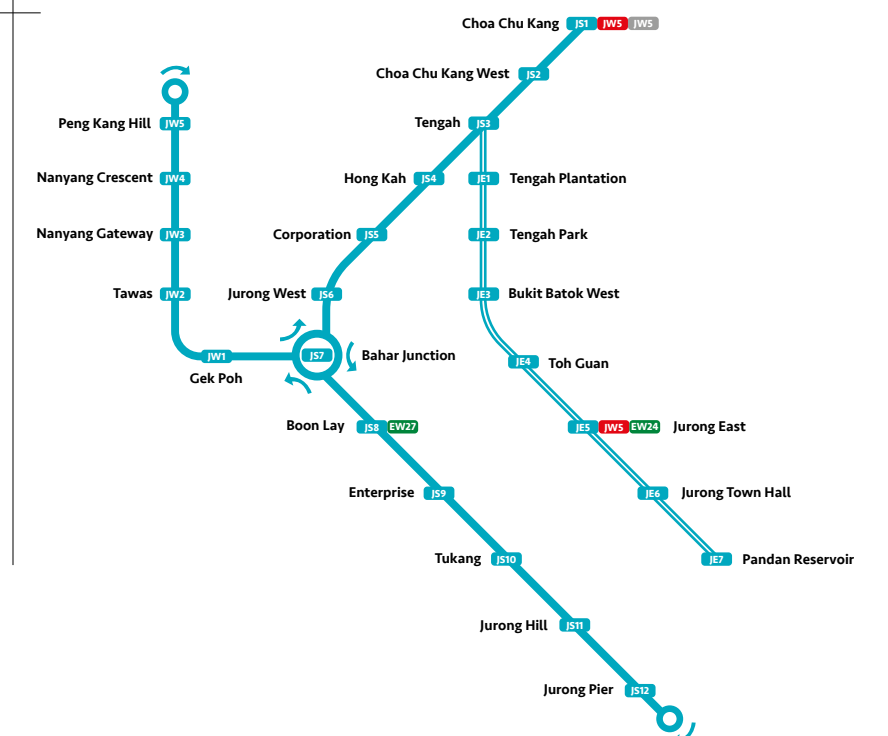 Choa Chu Kang JS1 JW5 JW5
Choa Chu Kang West JS2
Peng Kang Hill JW5
Tengah JS3
Nanyang Crescent JW4
Hong Kah JS4
JE1 Tengah Plantation
Nanyang Gateway JW3
Corporation JS5
JE2 Tengah Park
Tawas JW2
Jurong West JS6
JE3 Bukit Batok West
JW1
Gek Poh
JS7 Bahar Junction
JE4 Toh Guan
Boon Lay JS8 EW27
JE5 JW5 EW24 Jurong East
Enterprise JS9
JE6 Jurong Town Hall
Tukang JS10
JE7 Pandan Reservoir
Jurong Hill JS11
Jurong Pier JS12